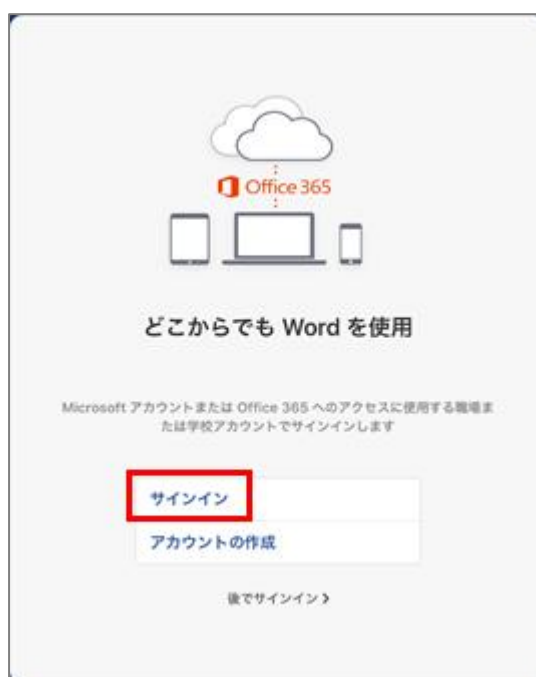 Office 365
どこからでも Word を使用
Microsoft アカウントまたは Office 365 へのアクセスに使用する職場ま
たは学校アカウントでサインインします
サインイン
アカウントの作成
後でサインイン >